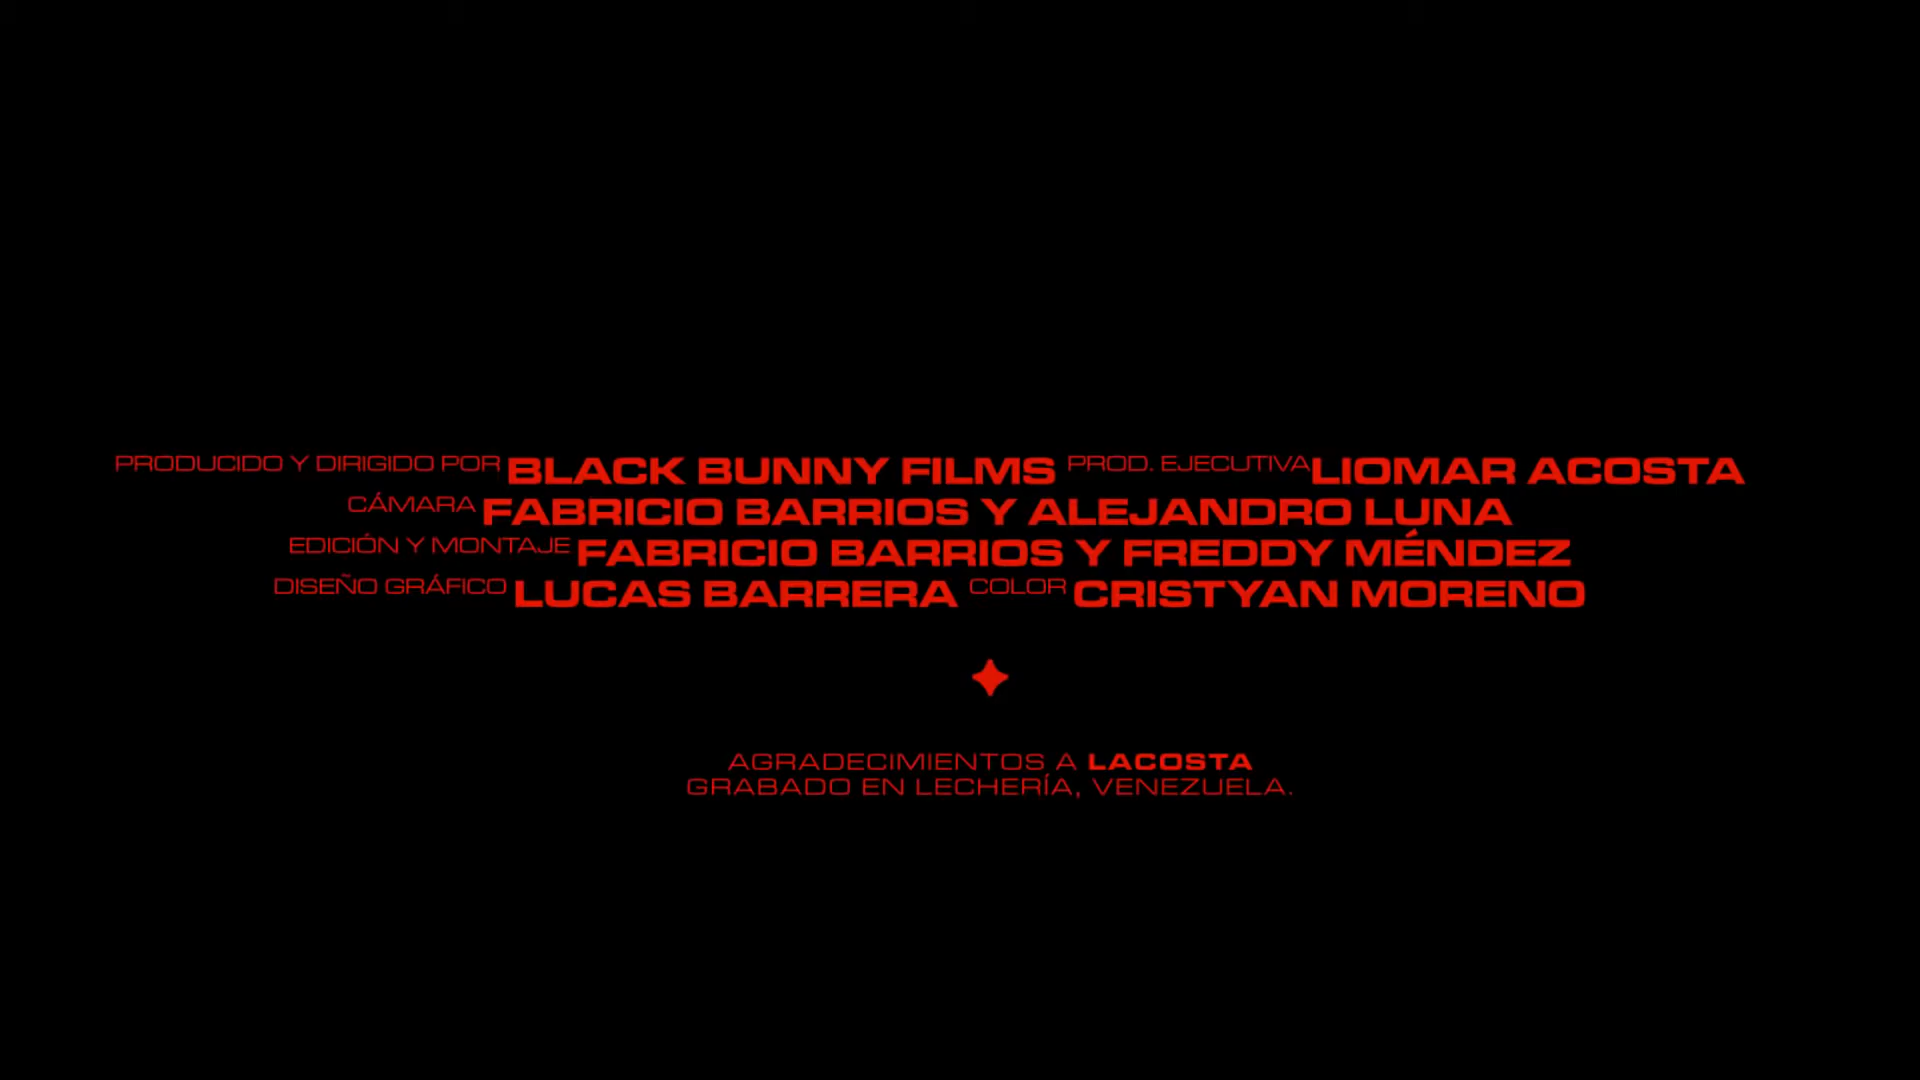 PRODUCIDO Y DIRIGIDO POR BLACK BUNNY FILMS PROD. EJECUTIVA LIOMAR ACOSTA
CÁMARA FABRICIO BARRIOS Y ALEJANDRO LUNA
EDICIÓN Y MONTAJE FABRICIO BARRIOS Y FREDDY MÉNDEZ
DISEÑO GRÁFICO LUCAS BARRERA COLOR CRISTYAN MORENO
AGRADECIMIENTOS A LACOSTA
GRABADO EN LECHERÍA, VENEZUELA.